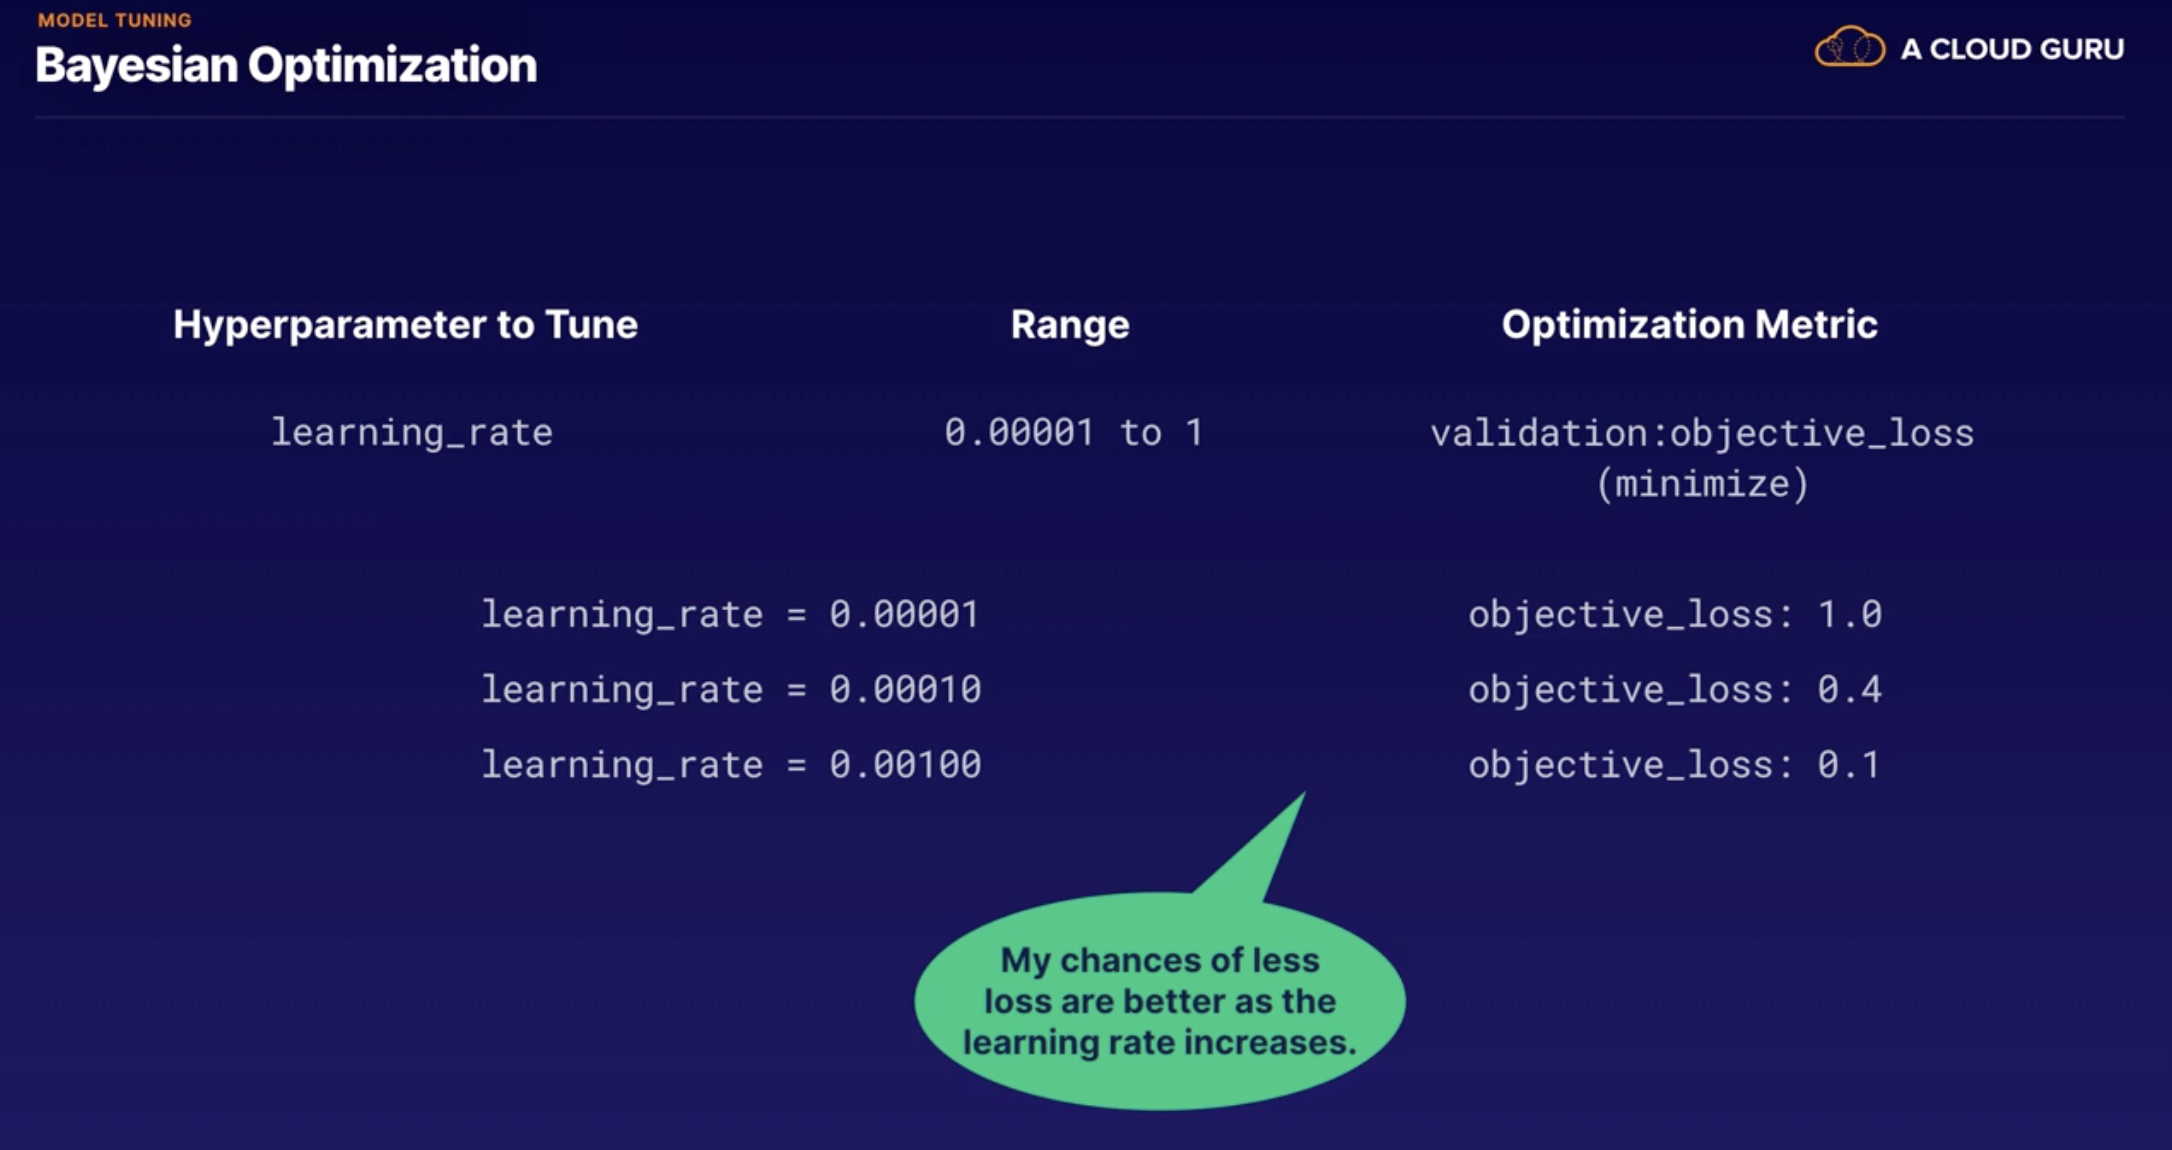 MODEL TUNING
Bayesian Optimization
A CLOUD GURU
Hyperparameter to Tune
Range
Optimization Metric
learning_rate
0.00001 to 1
validation:objective_loss
(minimize)
learning_rate = 0.00001
objective_loss: 1.0
learning_rate = 0.00010
objective_loss: 0.4
learning_rate = 0.00100
objective_loss: 0.1
My chances of less
loss are better as the
learning rate increases.